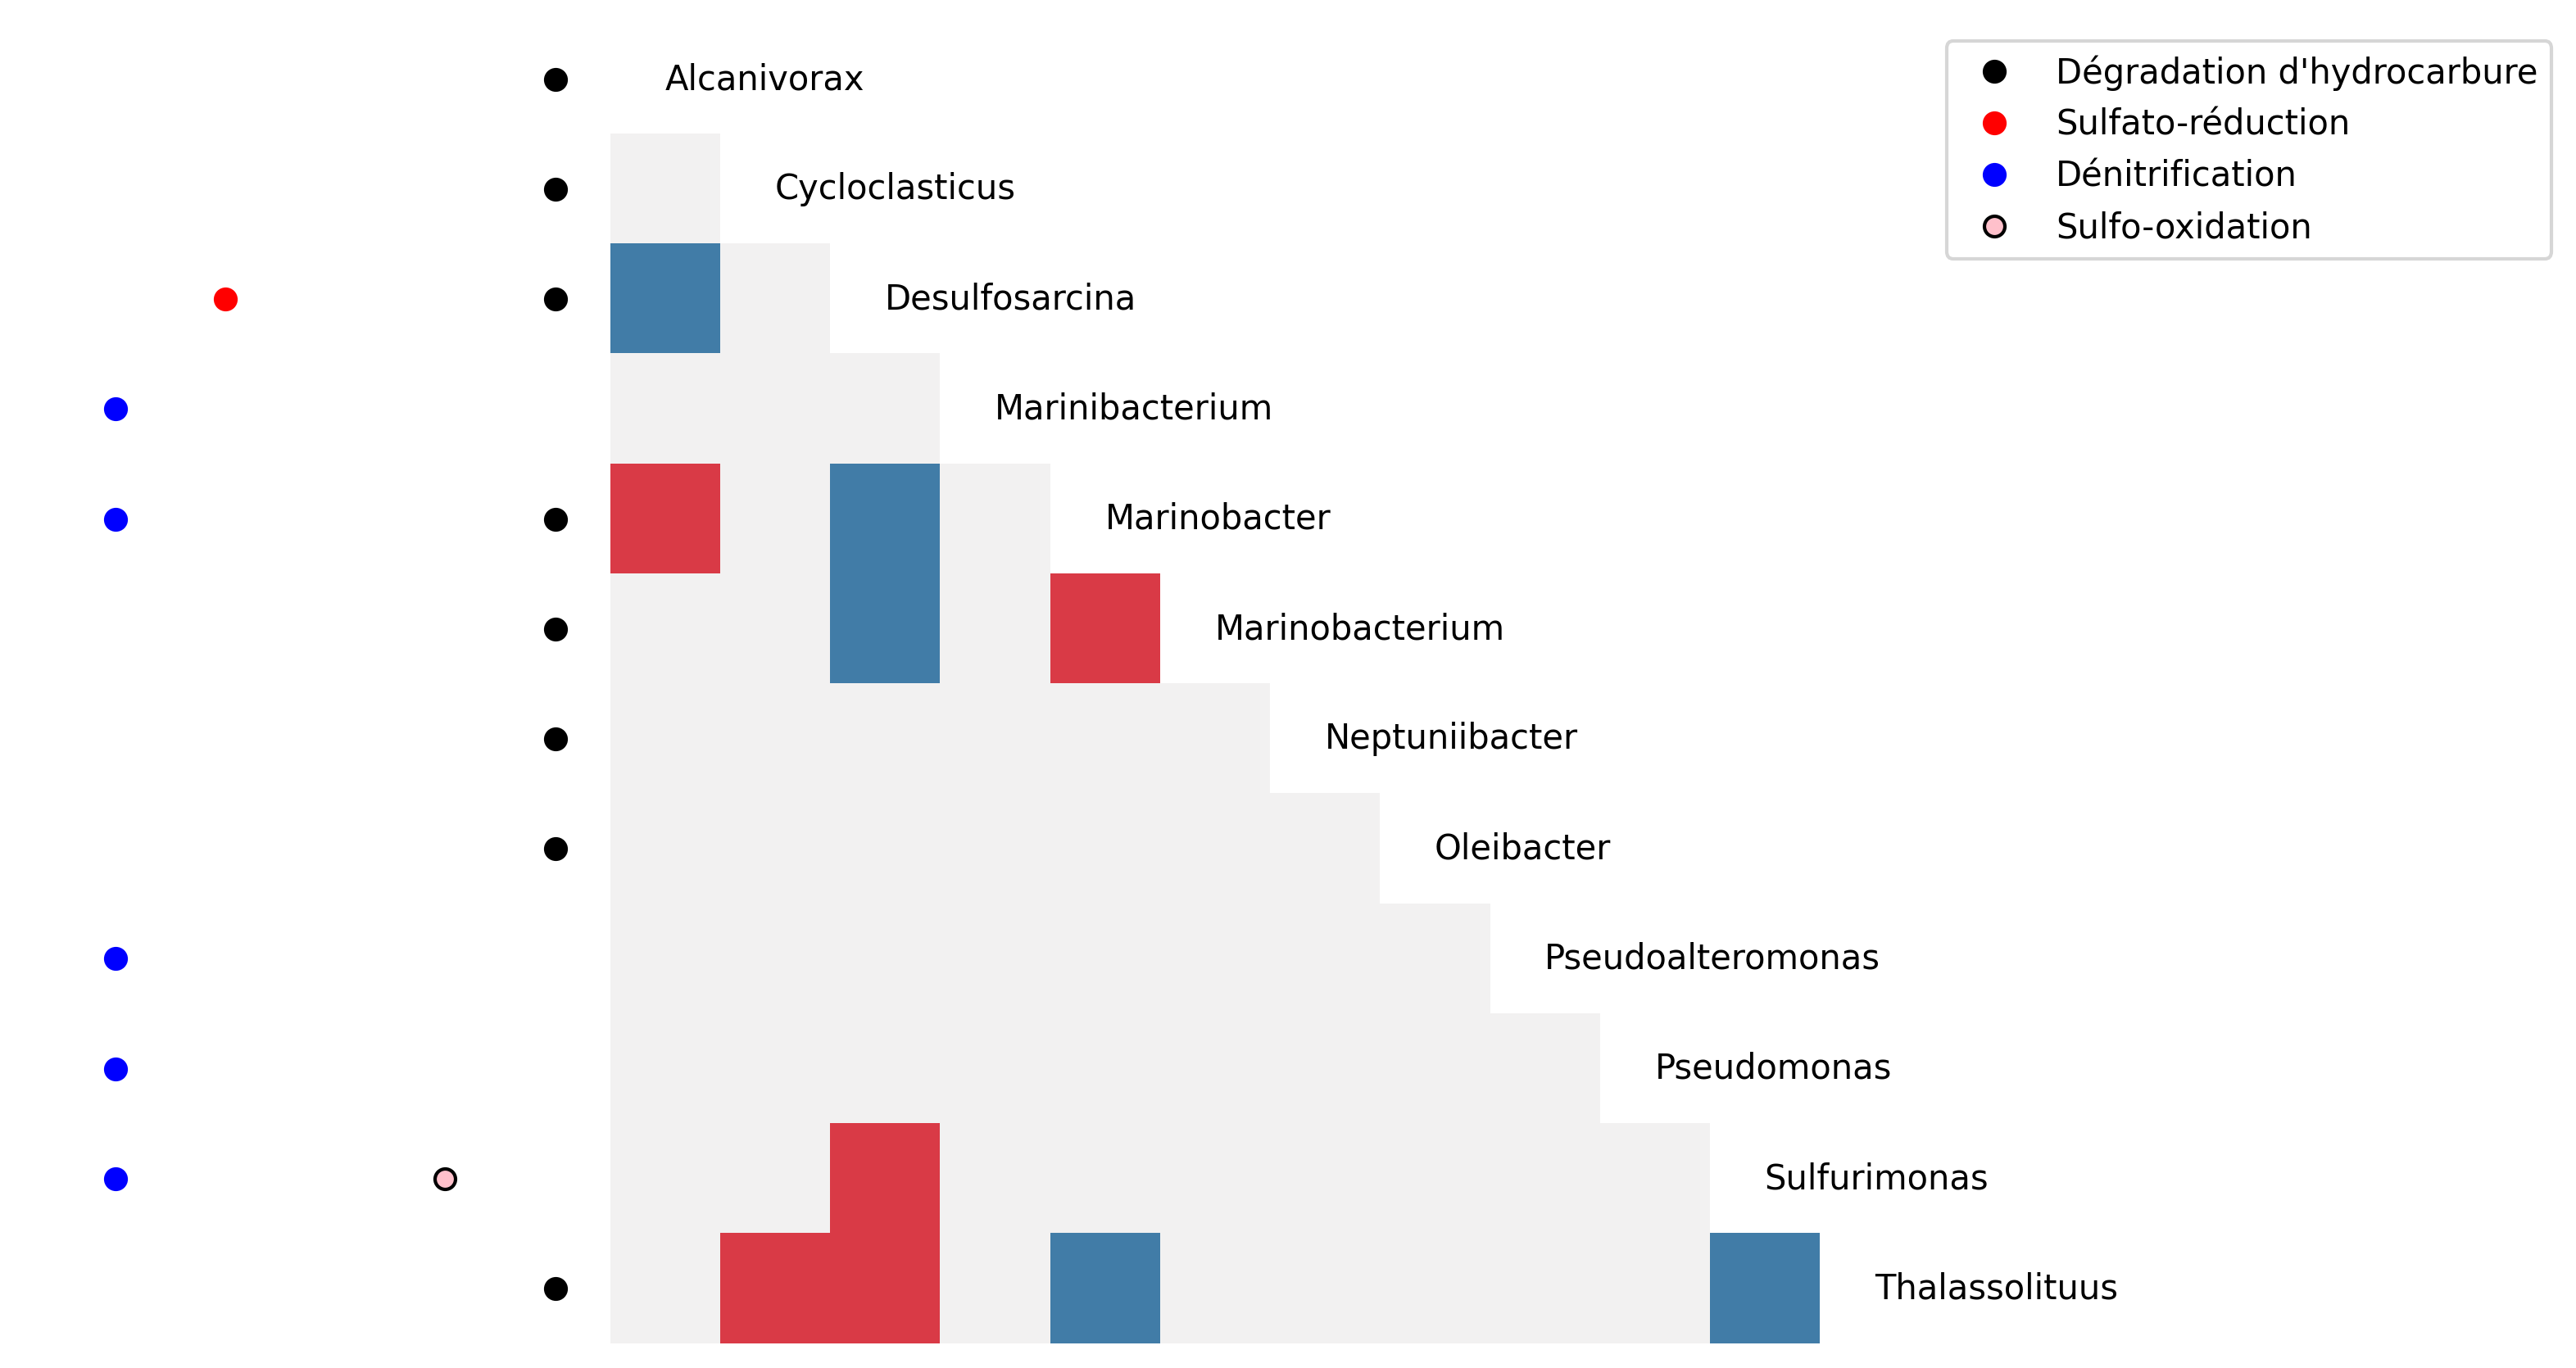 Alcanivorax
Cycloclasticus
Desulfosarcina
Marinibacterium
Marinobacter
Marinobacterium
Neptuniibacter
Oleibacter
Pseudoalteromonas
Pseudomonas
Sulfurimonas
Thalassolituus
Dégradation d'hydrocarbure
Sulfato-réduction
Dénitrification
Sulfo-oxidation